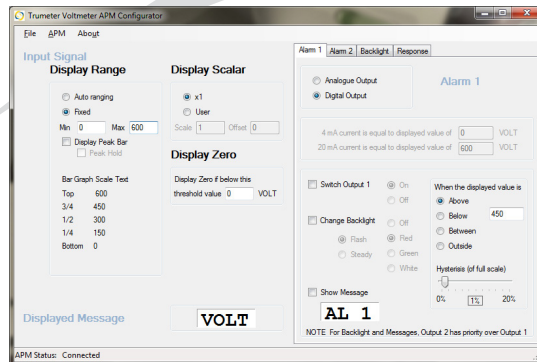 Trumeter Voltmeter APM Configurator
File APM About
Input Signal
Display Range
Auto ranging
Fixed
Min 0 Max 600
Display Peak Bar
Peak Hold
Bar Graph Scale Text
Top 600
3/4 450
1/2 300
1/4 150
Bottom 0
Display Scalar
x1
User
Scale 1 Offset 0
Display Zero
Display Zero if below this
threshold value 0 VOLT
Displayed Message
VOLT
Alarm 1 Alarm 2 Backlight Response
Analogue Output
Digital Output
Alarm 1
4 mA current is equal to displayed value of 0 VOLT
20 mA current is equal to displayed value of 600 VOLT
Switch Output 1
On
Off
Change Backlight
Off
Flash
Red
Steady
Green
White
Show Message
AL 1
When the displayed value is
Above
Below
450
Between
Outside
Hysterisis (of full scale)
0% 1% 20%
NOTE For Backlight and Messages, Output 2 has priority over Output 1
APM Status: Connected